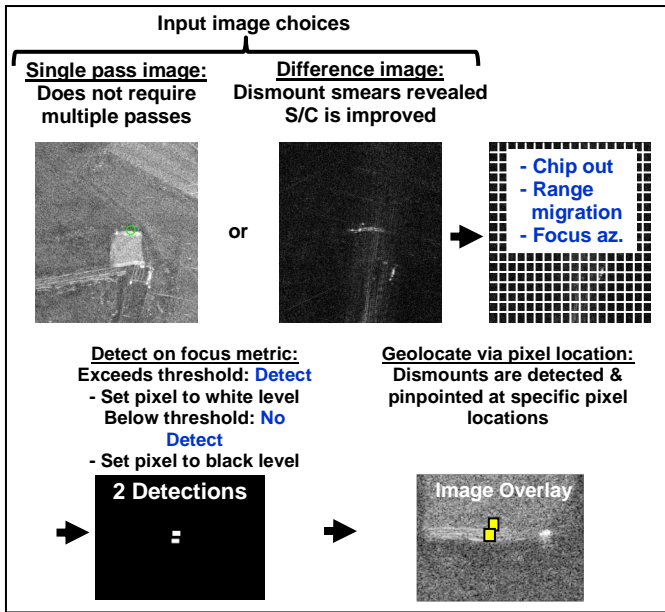 Input image choices
Single pass image:
Does not require
multiple passes
Difference image:
Dismount smears revealed
S/C is improved
or
- Chip out
- Range
migration
- Focus az.
Detect on focus metric:
Exceeds threshold: Detect
- Set pixel to white level
Below threshold: No
Detect
- Set pixel to black level
2 Detections
Geolocate via pixel location:
Dismounts are detected &
pinpointed at specific pixel
locations
Image Overlay